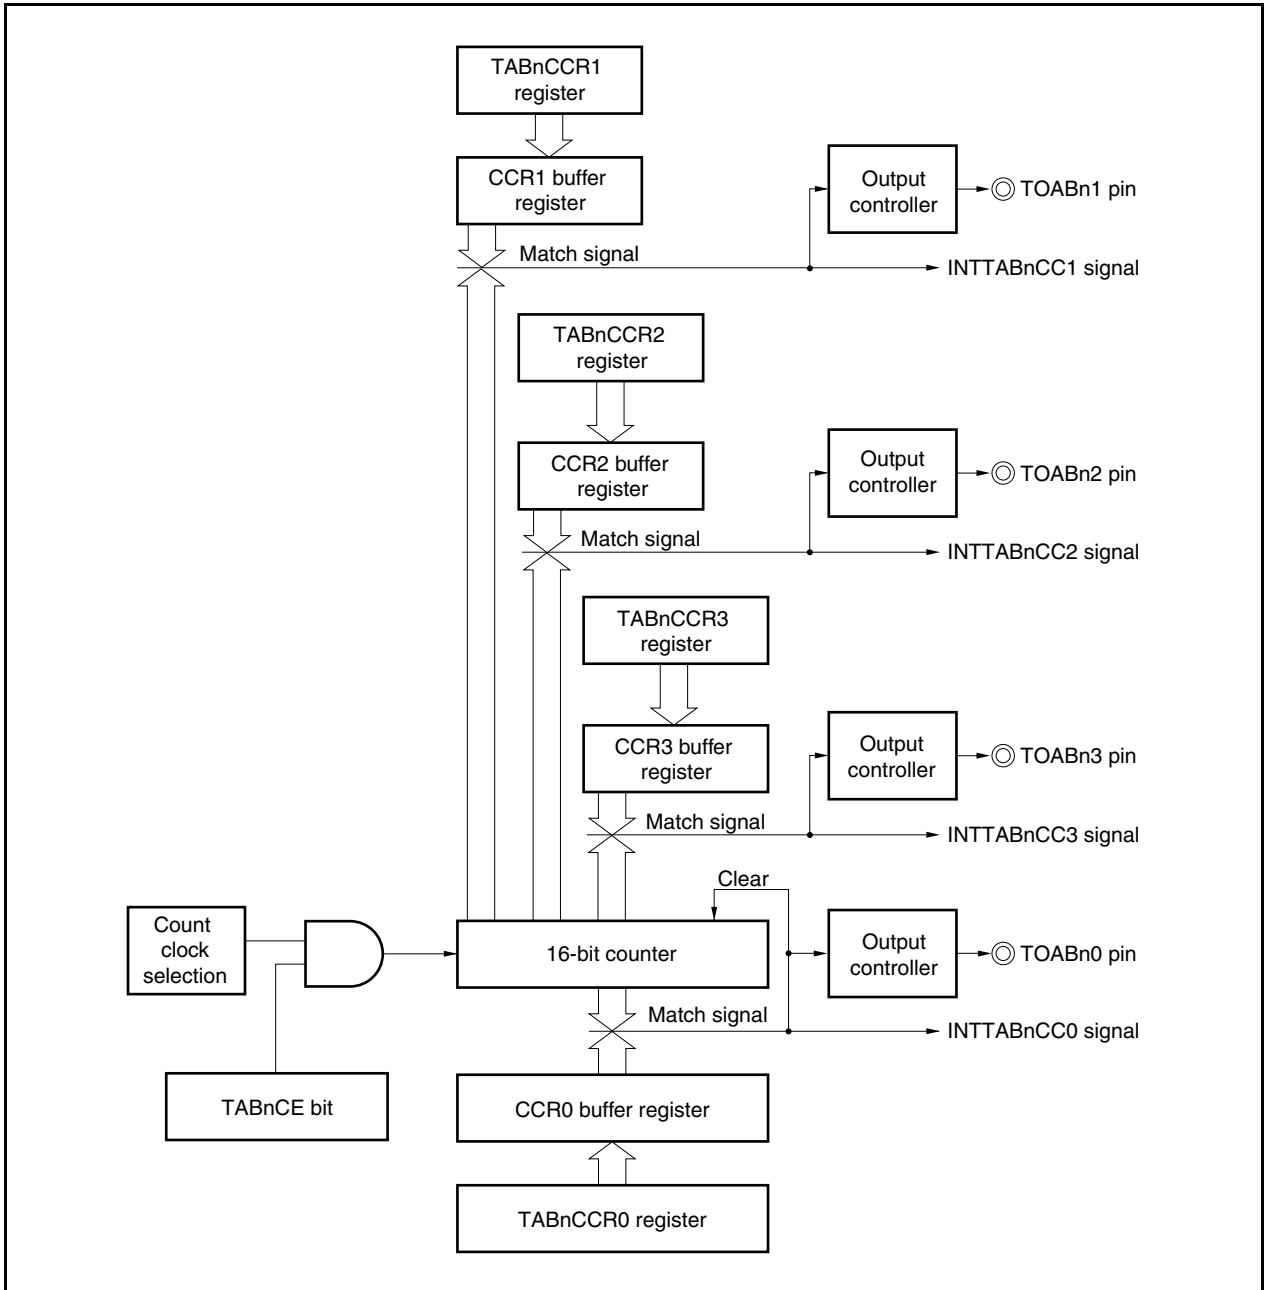 TABnCCR1
register
CCR1 buffer
register
Output
controller
TOABn1 pin
Match signal
INTTABnCC1 signal
TABnCCR2
register
CCR2 buffer
register
Output
controller
TOABn2 pin
Match signal
INTTABnCC2 signal
TABnCCR3
register
CCR3 buffer
register
Output
controller
TOABn3 pin
Match signal
INTTABnCC3 signal
Clear
Count
clock
selection
16-bit counter
Output
controller
TOABn0 pin
Match signal
INTTABnCC0 signal
TABnCE bit
CCR0 buffer register
TABnCCR0 register